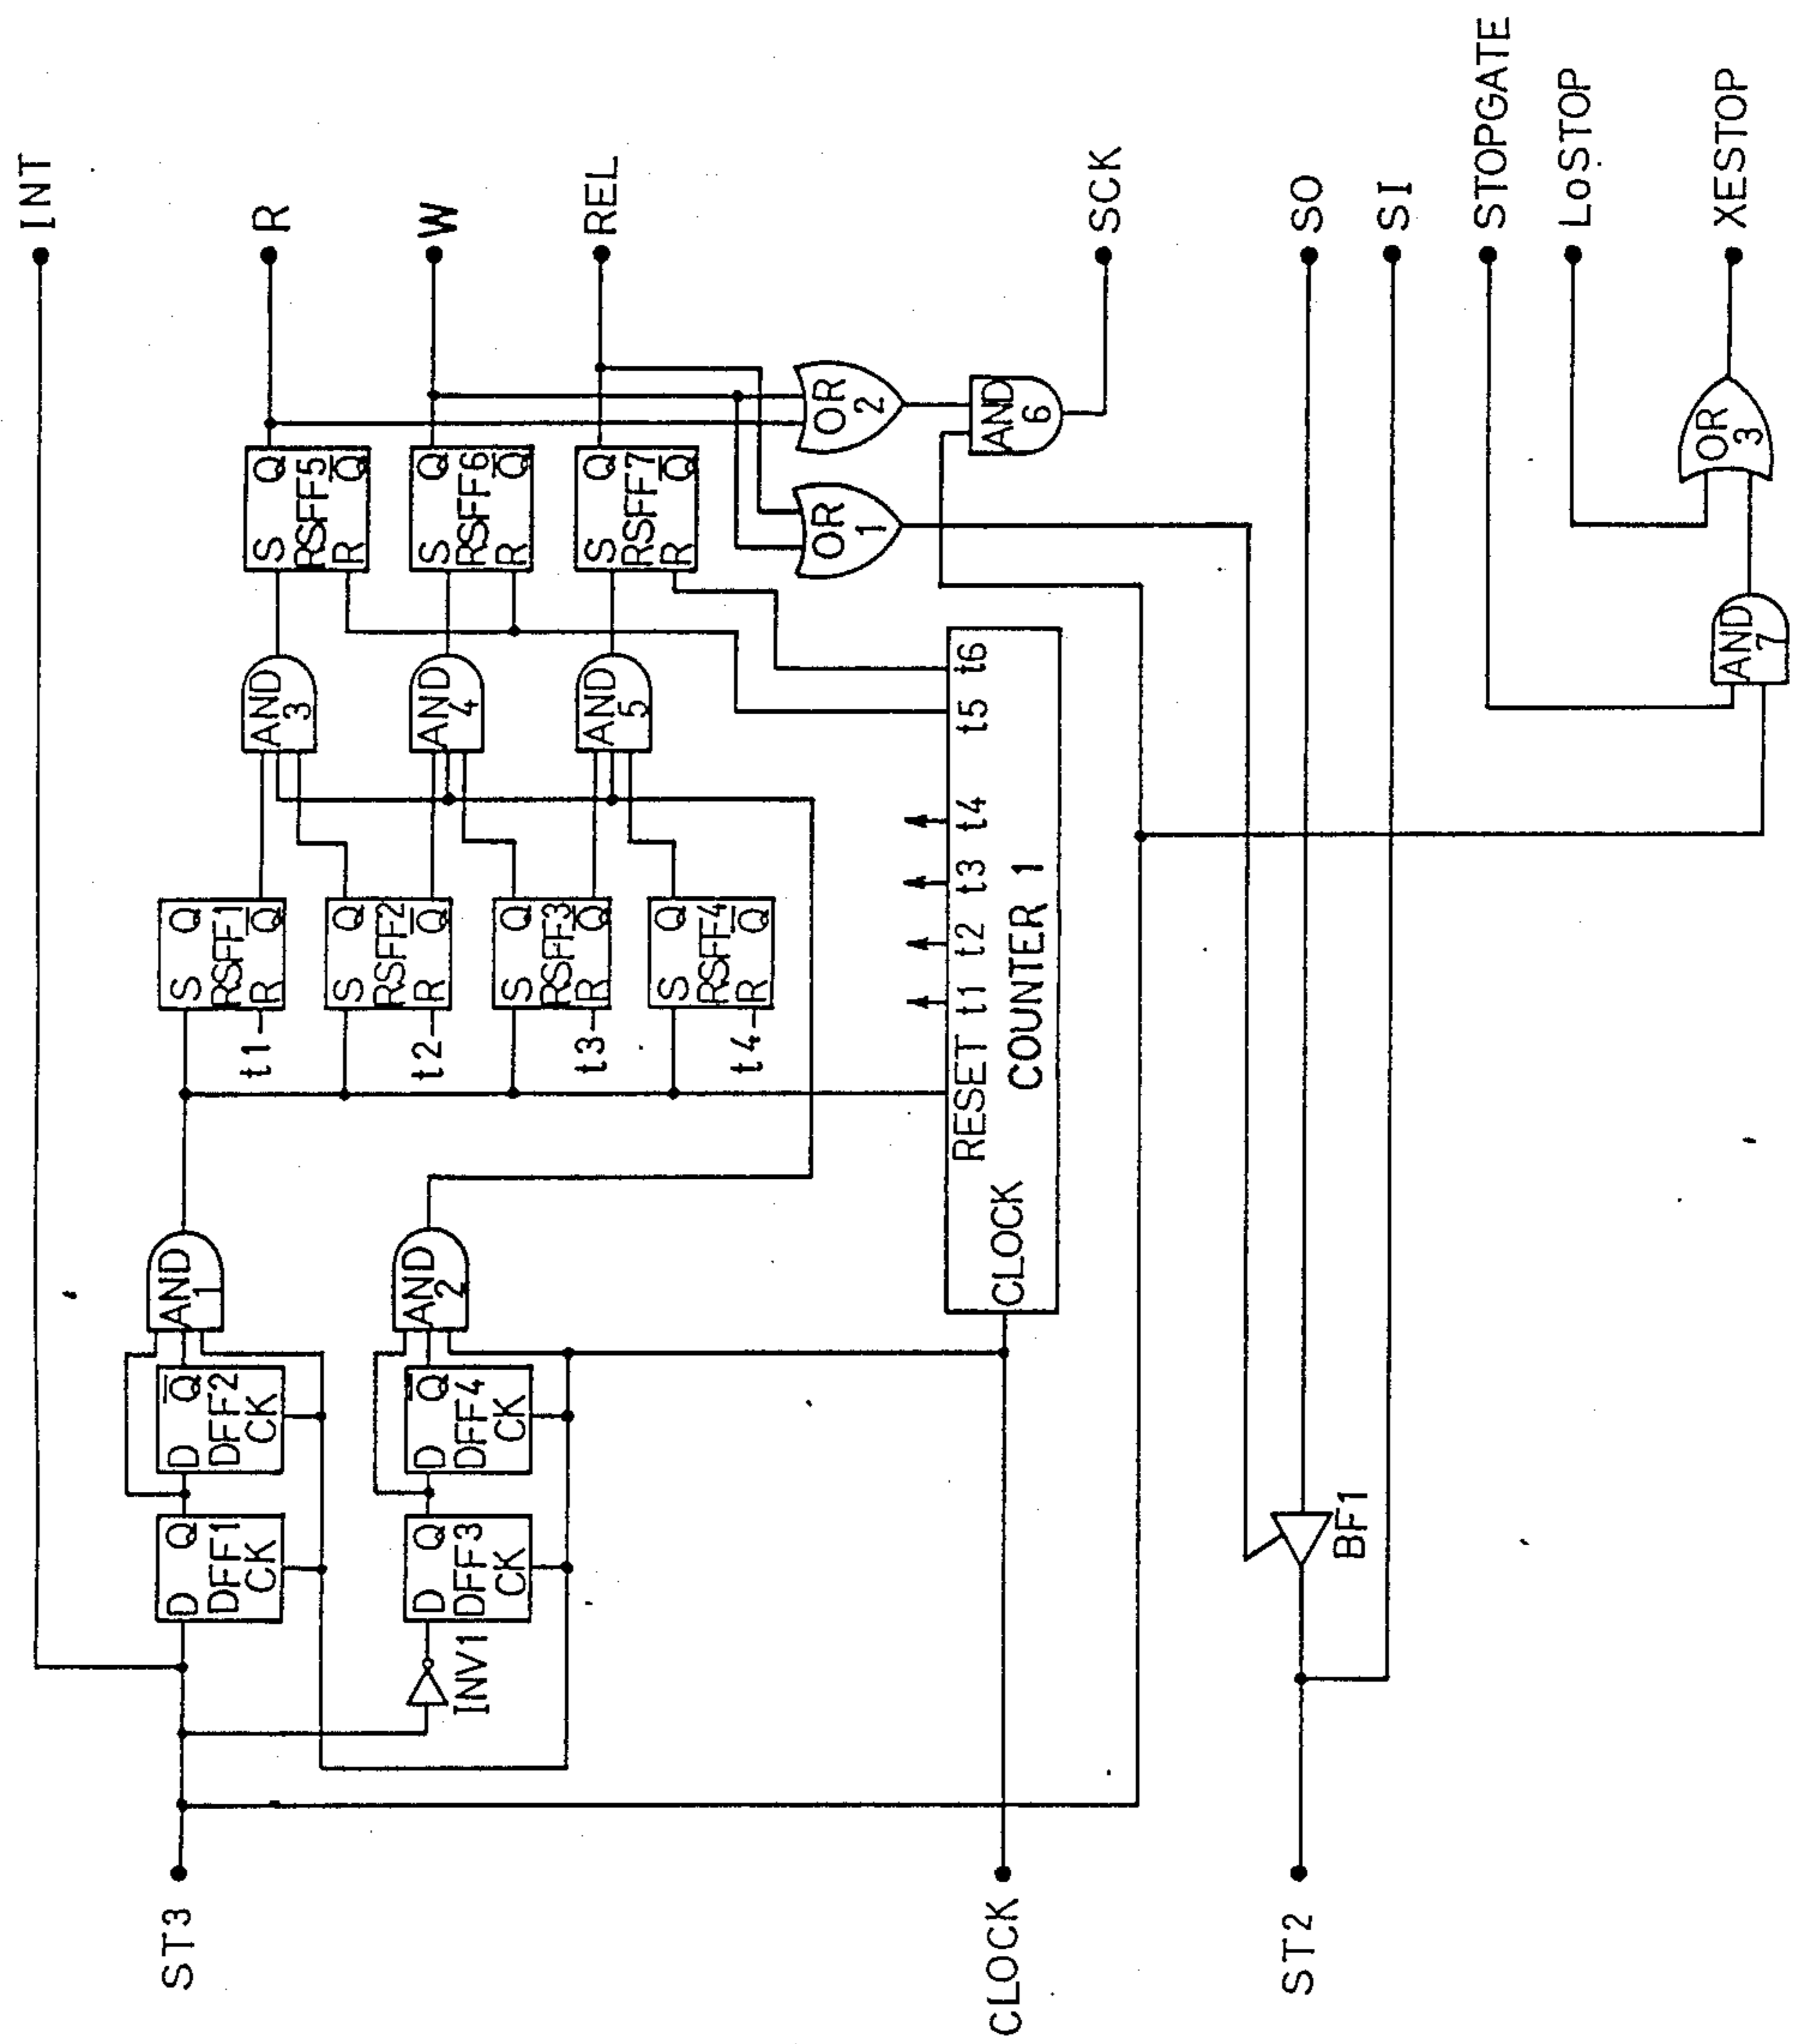 INT
ST3
D Q
DFF1
CK
D Q̅
DFF2
CK
AND
1
INV1
D Q
DFF3
CK
D Q̅
DFF4
CK
AND
2
S Q
RSFF1
R Q̅
t1
S Q
RSFF2
R Q̅
t2
S Q
RSFF3
R Q̅
t3
S Q
RSFF4
R Q̅
t4
AND
3
AND
4
AND
5
S Q
RSFF5
R Q̅
S Q
RSFF6
R Q̅
S Q
RSFF7
R Q̅
R
W
REL
CLOCK
RESET t1 t2 t3 t4 t5 t6
CLOCK
COUNTER 1
OR
1
OR
2
AND
6
SCK
ST2
BF1
SO
SI
STOPGATE
LoSTOP
AND
7
OR
3
XESTOP